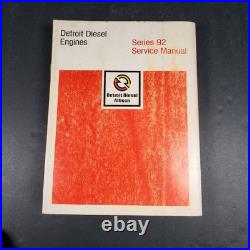 Detroit Diesel
Engines
Series 92
Service Manual
Detroit Diesel
Allison